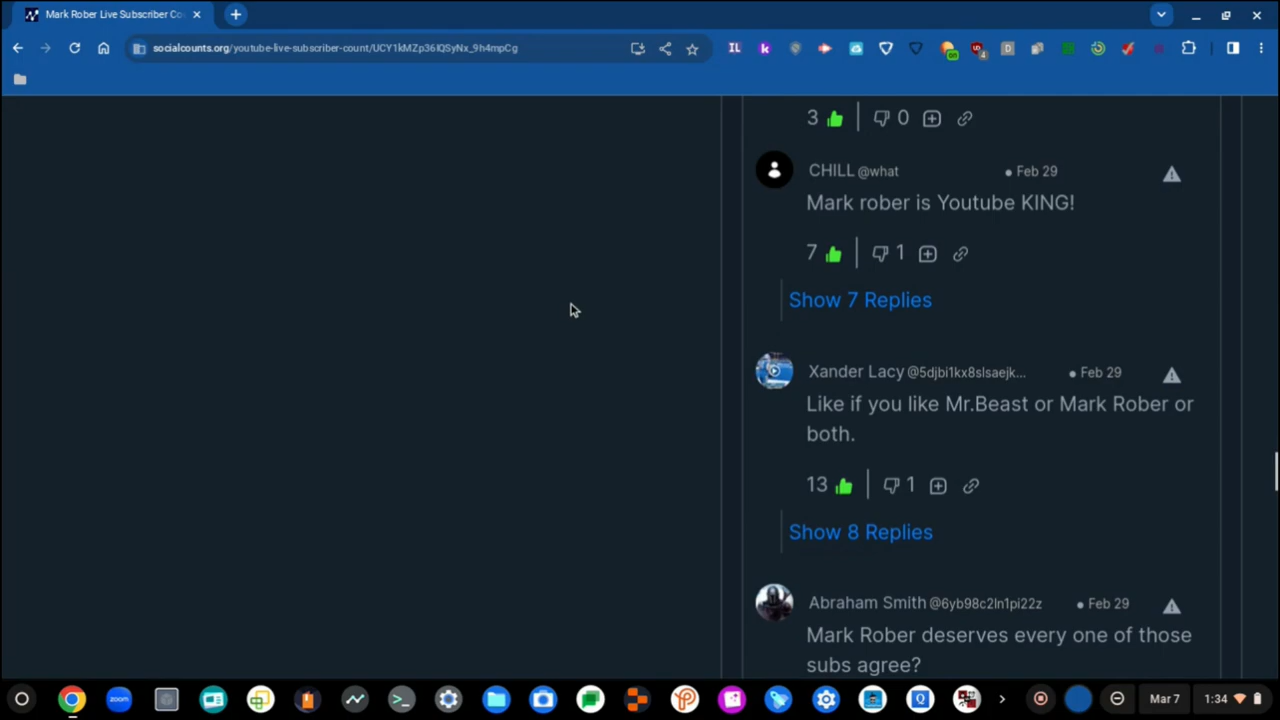 Mark Rober Live Subscriber Co
socialcounts.org/youtube-live-subscriber-count/UCY1kMZp36IQSyNx_9h4mpCg
3 0
CHILL @what • Feb 29
Mark rober is Youtube KING!
7 1
Show 7 Replies
Xander Lacy @5djbi1kx8slsaejk... • Feb 29
Like if you like Mr.Beast or Mark Rober or
both.
13 1
Show 8 Replies
Abraham Smith @6yb98c2ln1pi22z • Feb 29
Mark Rober deserves every one of those
subs agree?
zoom
Mar 7 1:34